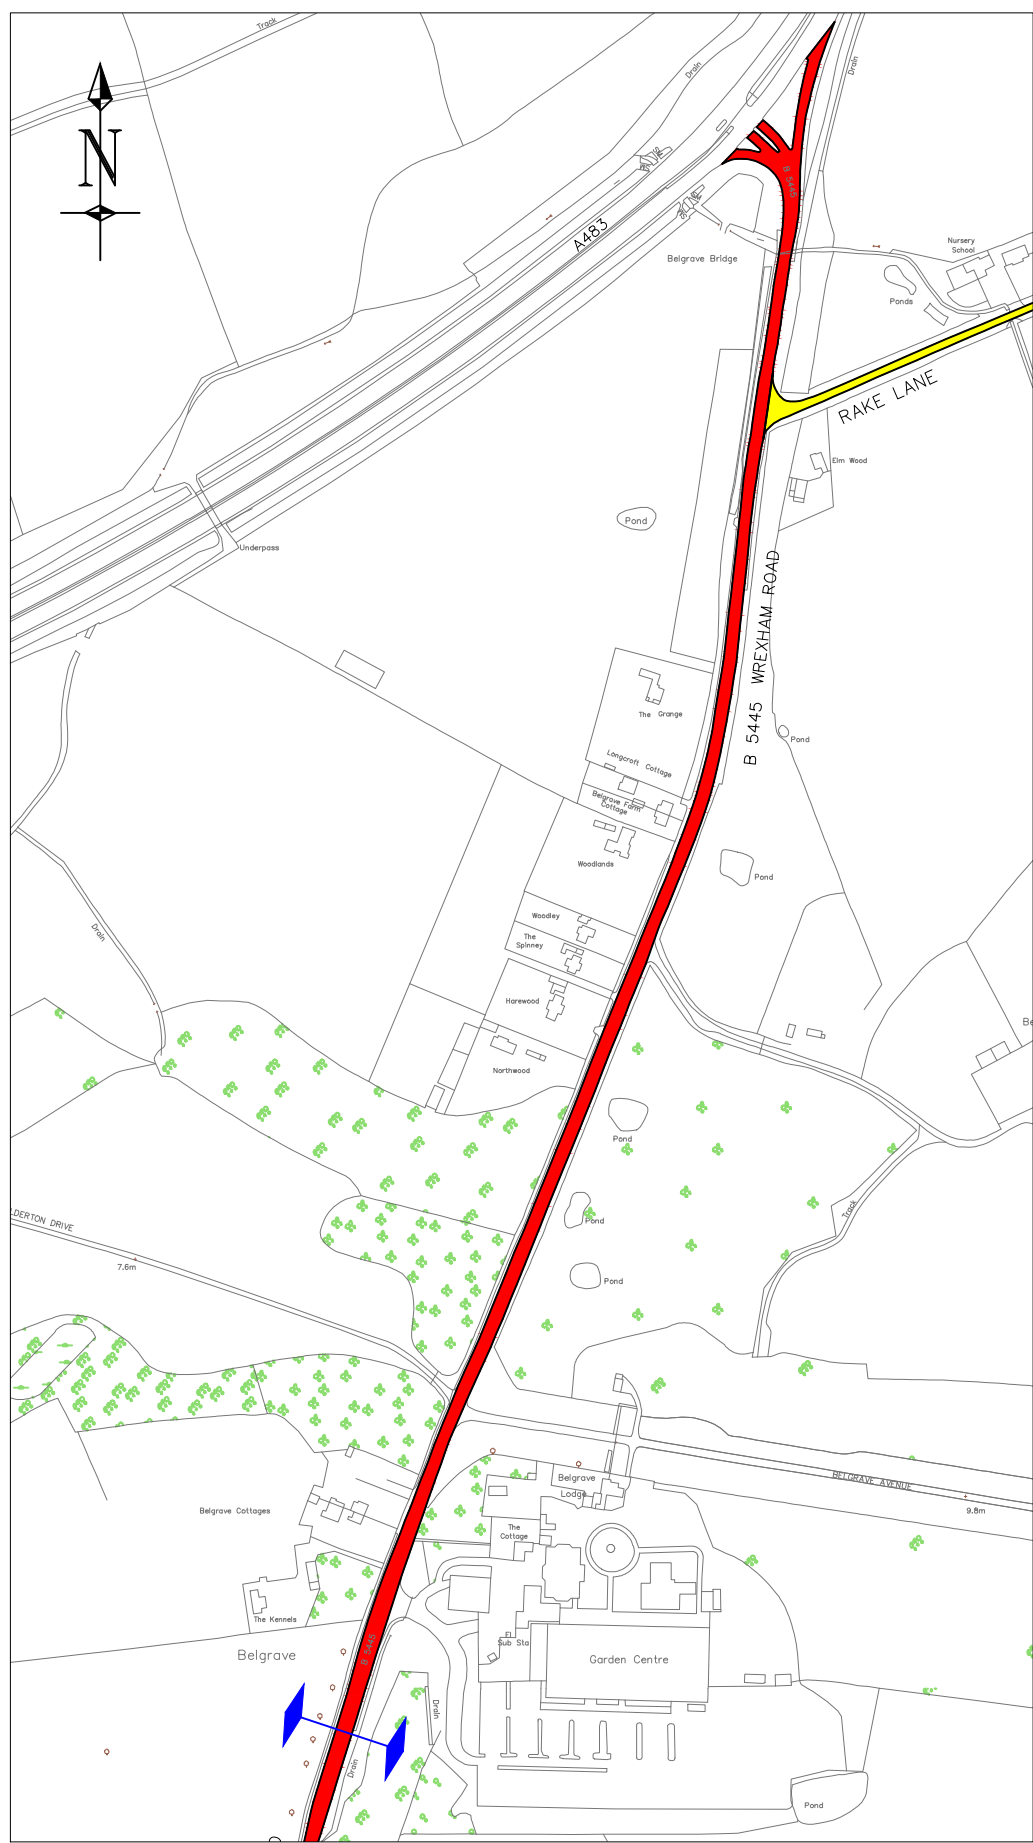 Track
Drain
Drain
N
B 5445
A483
Belgrave Bridge
Nursery
School
Ponds
RAKE LANE
Elm Wood
Pond
Underpass
B 5445 WREXHAM ROAD
The Grange
Pond
Longcroft Cottage
Belgrave Farm
Cottage
Woodlands
Pond
Woodley
The
Spinney
Drain
Harewood
Be
Northwood
Pond
Track
LDERTON DRIVE
Pond
7.6m
Pond
Belgrave
Lodge
BELGRAVE AVENUE
9.8m
Belgrave Cottages
The
Cottage
The Kennels
El
Sub Sta
B 5445
Belgrave
Garden Centre
Drain
Drain
Pond